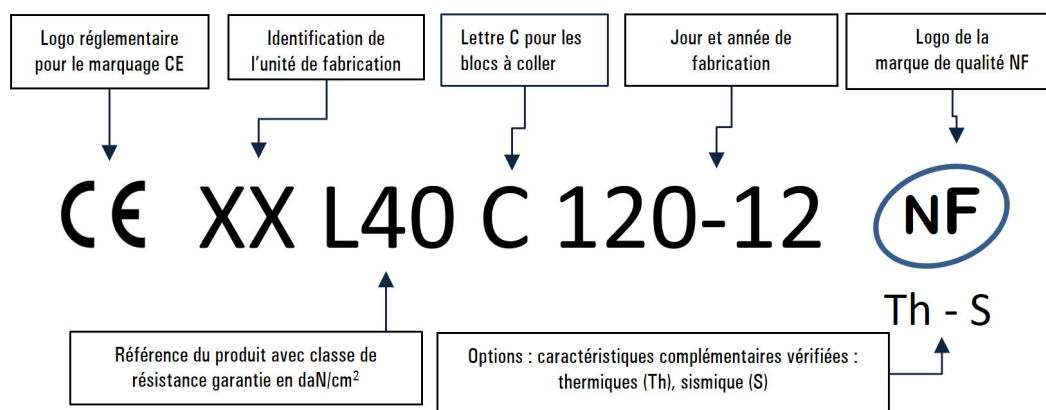 Logo réglementaire
pour le marquage CE
Identification de
l'unité de fabrication
Lettre C pour les
blocs à coller
Jour et année de
fabrication
Logo de la
marque de qualité NF
CE XX L40 C 120-12 NF
Th - S
Référence du produit avec classe de
résistance garantie en daN/cm²
Options : caractéristiques complémentaires vérifiées :
thermiques (Th), sismique (S)